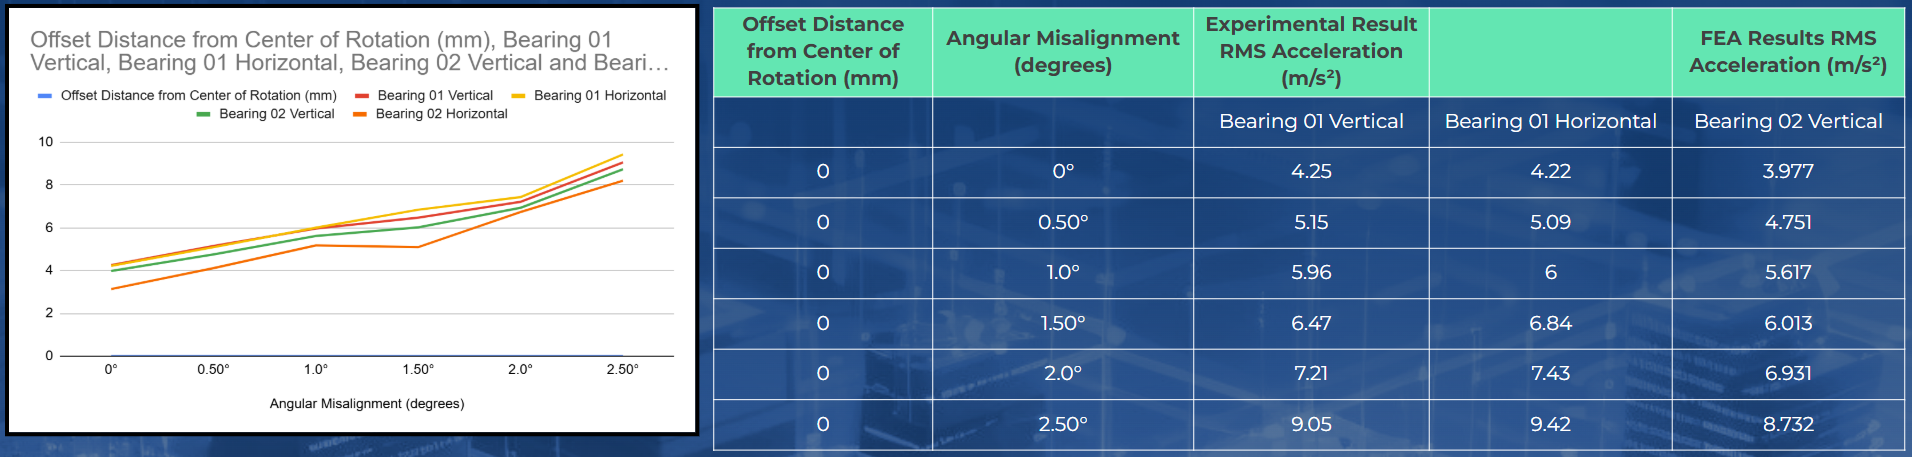 Offset Distance from Center of Rotation (mm), Bearing 01
Vertical, Bearing 01 Horizontal, Bearing 02 Vertical and Beari…
Offset Distance from Center of Rotation (mm) Bearing 01 Vertical Bearing 01 Horizontal
Bearing 02 Vertical Bearing 02 Horizontal
10
8
6
4
2
0
0° 0.50° 1.0° 1.50° 2.0° 2.50°
Angular Misalignment (degrees)
Offset Distance
from Center of
Rotation (mm)
Angular Misalignment
(degrees)
Experimental Result
RMS Acceleration
(m/s²)
FEA Results RMS
Acceleration (m/s²)
Bearing 01 Vertical Bearing 01 Horizontal Bearing 02 Vertical
0 0° 4.25 4.22 3.977
0 0.50° 5.15 5.09 4.751
0 1.0° 5.96 6 5.617
0 1.50° 6.47 6.84 6.013
0 2.0° 7.21 7.43 6.931
0 2.50° 9.05 9.42 8.732